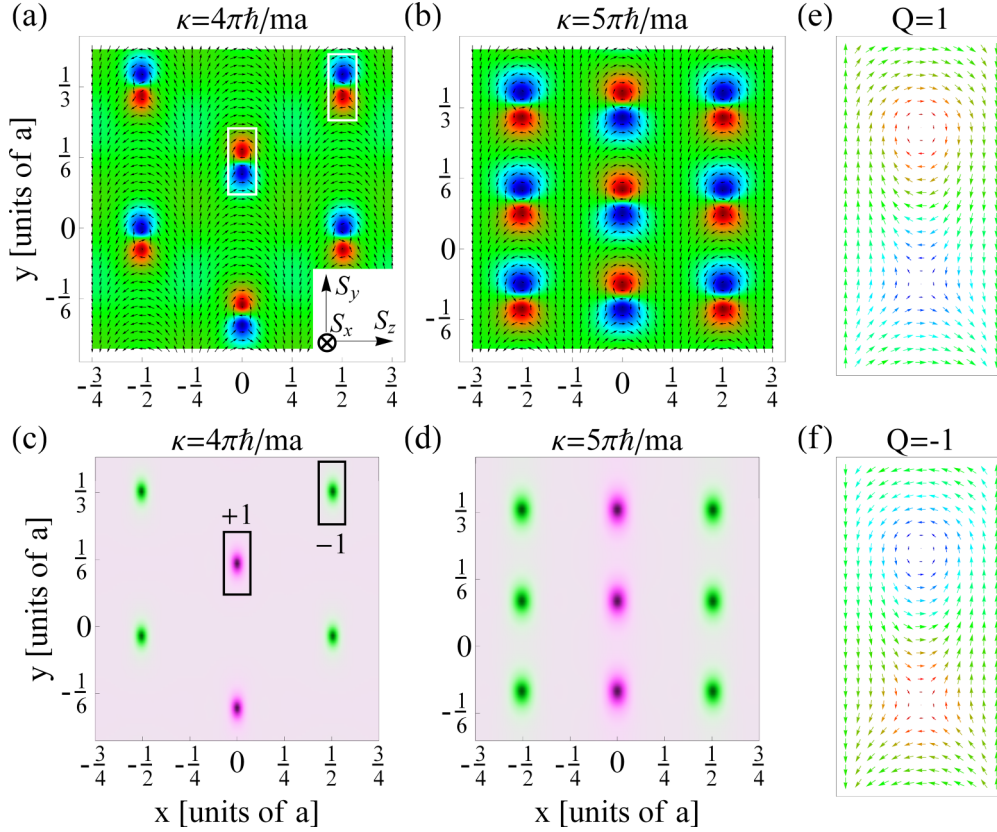 (a) κ=4πħ/ma
(b) κ=5πħ/ma
(e) Q=1
y [units of a]
1/3
1/6
0
-1/6
S_y
S_x
S_z
-3/4 -1/2 -1/4 0 1/4 1/2 3/4
1/3
1/6
0
-1/6
-3/4 -1/2 -1/4 0 1/4 1/2 3/4
(c) κ=4πħ/ma
(d) κ=5πħ/ma
(f) Q=-1
y [units of a]
1/3
1/6
0
-1/6
+1
−1
-3/4 -1/2 -1/4 0 1/4 1/2 3/4
x [units of a]
1/3
1/6
0
-1/6
-3/4 -1/2 -1/4 0 1/4 1/2 3/4
x [units of a]